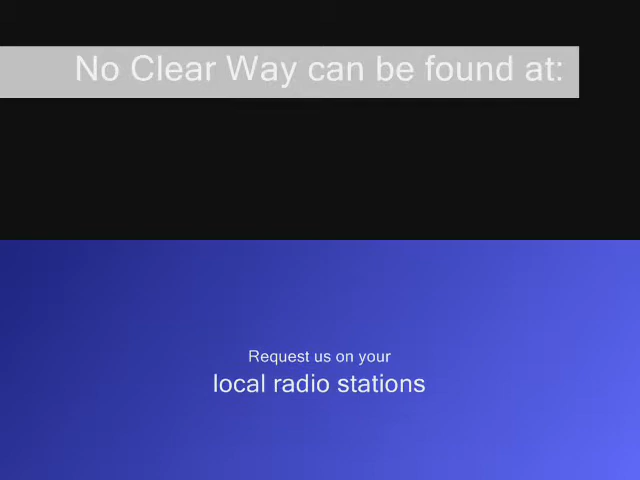 No Clear Way can be found at:
Request us on your
local radio stations